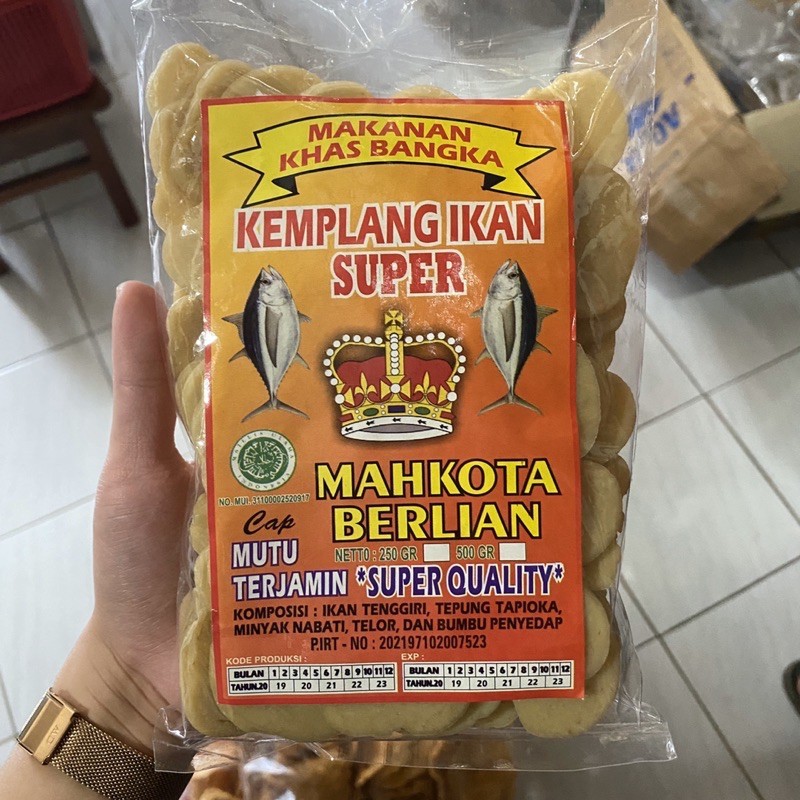 MAKANAN
KHAS BANGKA
KEMPLANG IKAN
SUPER
MAJELIS ULAMA
INDONESIA
NO. MUI. 31100002520917
Cap
MAHKOTA
BERLIAN
NETTO : 250 GR 500 GR
MUTU
TERJAMIN *SUPER QUALITY*
KOMPOSISI : IKAN TENGGIRI, TEPUNG TAPIOKA,
MINYAK NABATI, TELOR, DAN BUMBU PENYEDAP
P.IRT - NO : 202197102007523
KODE PRODUKSI :
BULAN 1 2 3 4 5 6 7 8 9 10 11 12
TAHUN.20 19 20 21 22 23
EXP :
BULAN 1 2 3 4 5 6 7 8 9 10 11 12
TAHUN.20 19 20 21 22 23